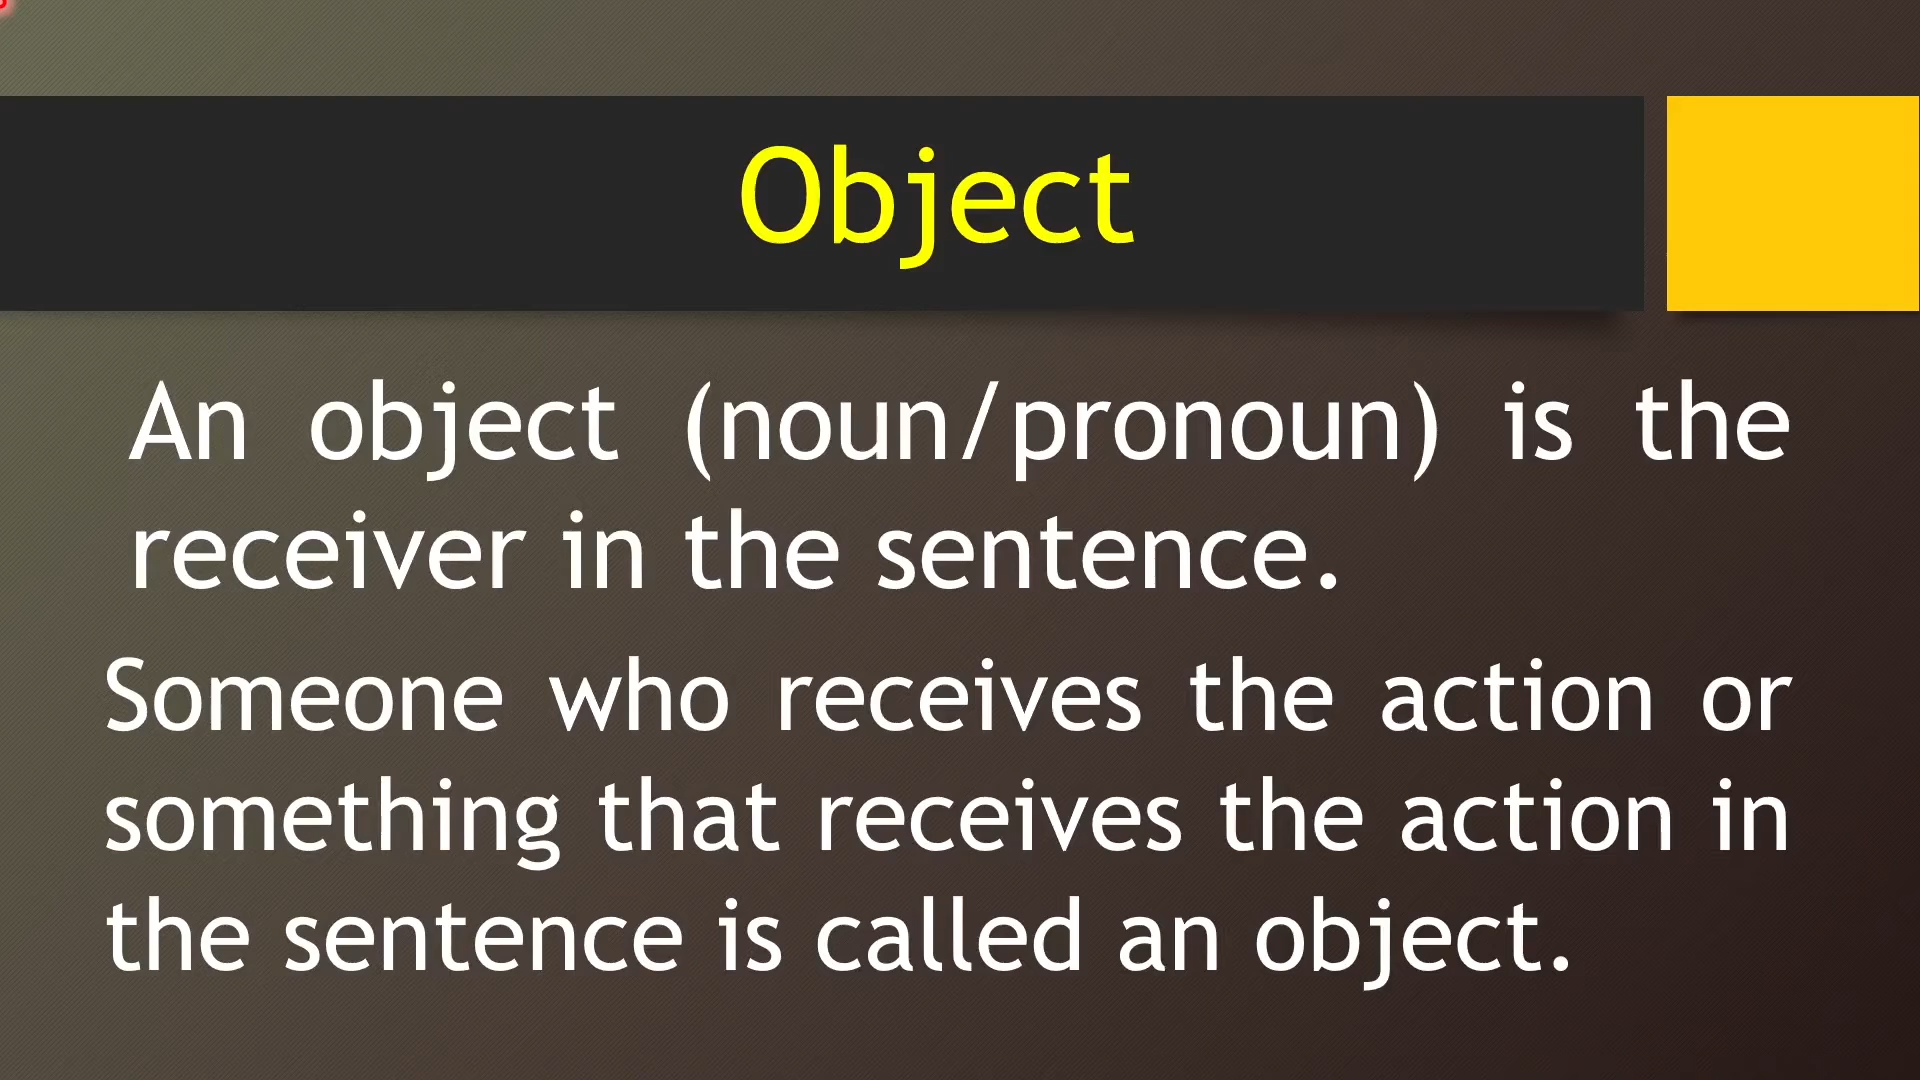 Object
An object (noun/pronoun) is the
receiver in the sentence.
Someone who receives the action or
something that receives the action in
the sentence is called an object.